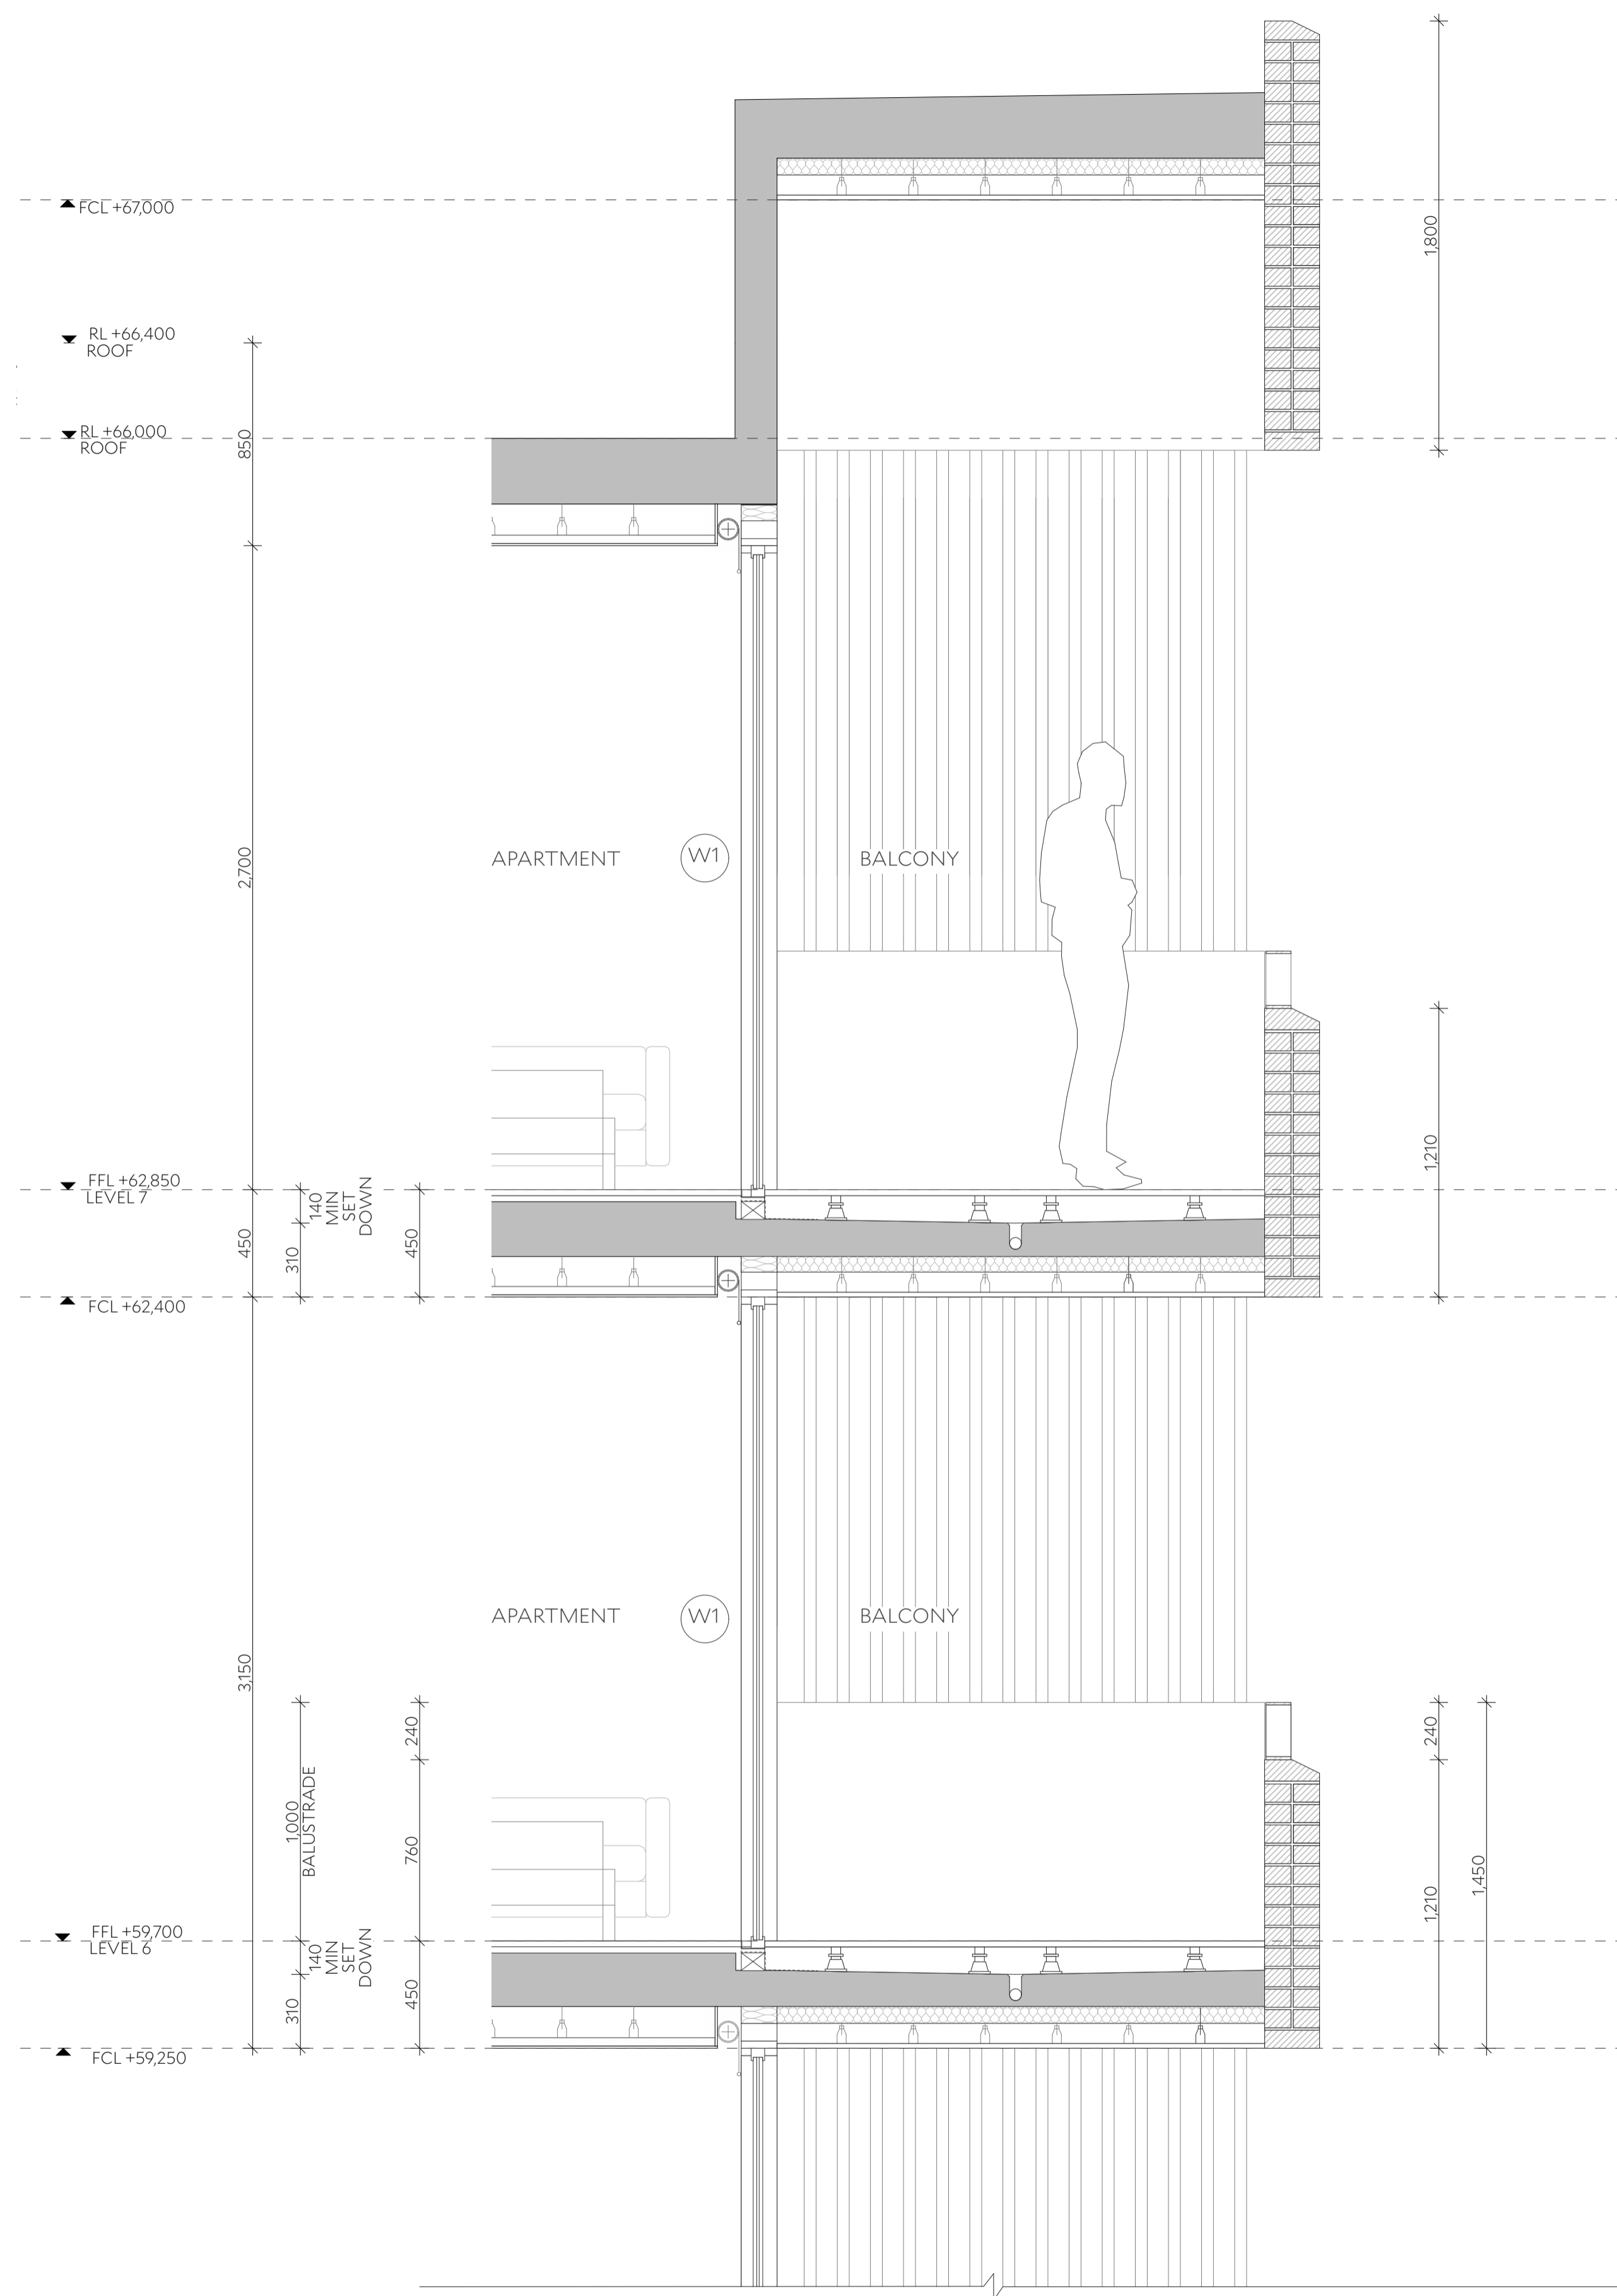 FCL +67,000
1,800
RL +66,400
ROOF
RL +66,000
ROOF
850
2,700
APARTMENT
W1
BALCONY
FFL +62,850
LEVEL 7
140
MIN
SET
DOWN
450
310
450
1,210
FCL +62,400
APARTMENT
W1
BALCONY
3,150
240
240
1,000
BALUSTRADE
760
1,210
1,450
FFL +59,700
LEVEL 6
140
MIN
SET
DOWN
310
450
FCL +59,250